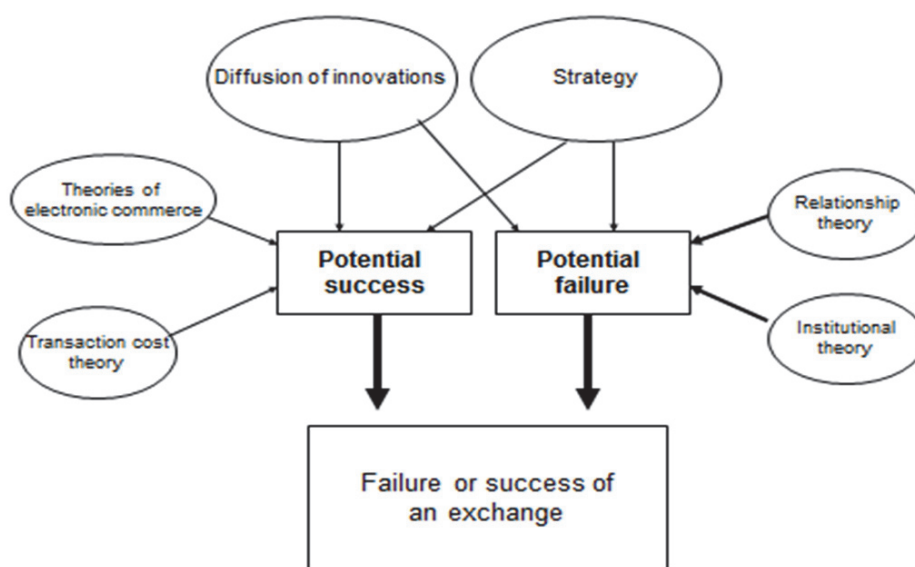 Diffusion of innovations
Strategy
Theories of
electronic commerce
Relationship
theory
Potential
success
Potential
failure
Transaction cost
theory
Institutional
theory
Failure or success of
an exchange